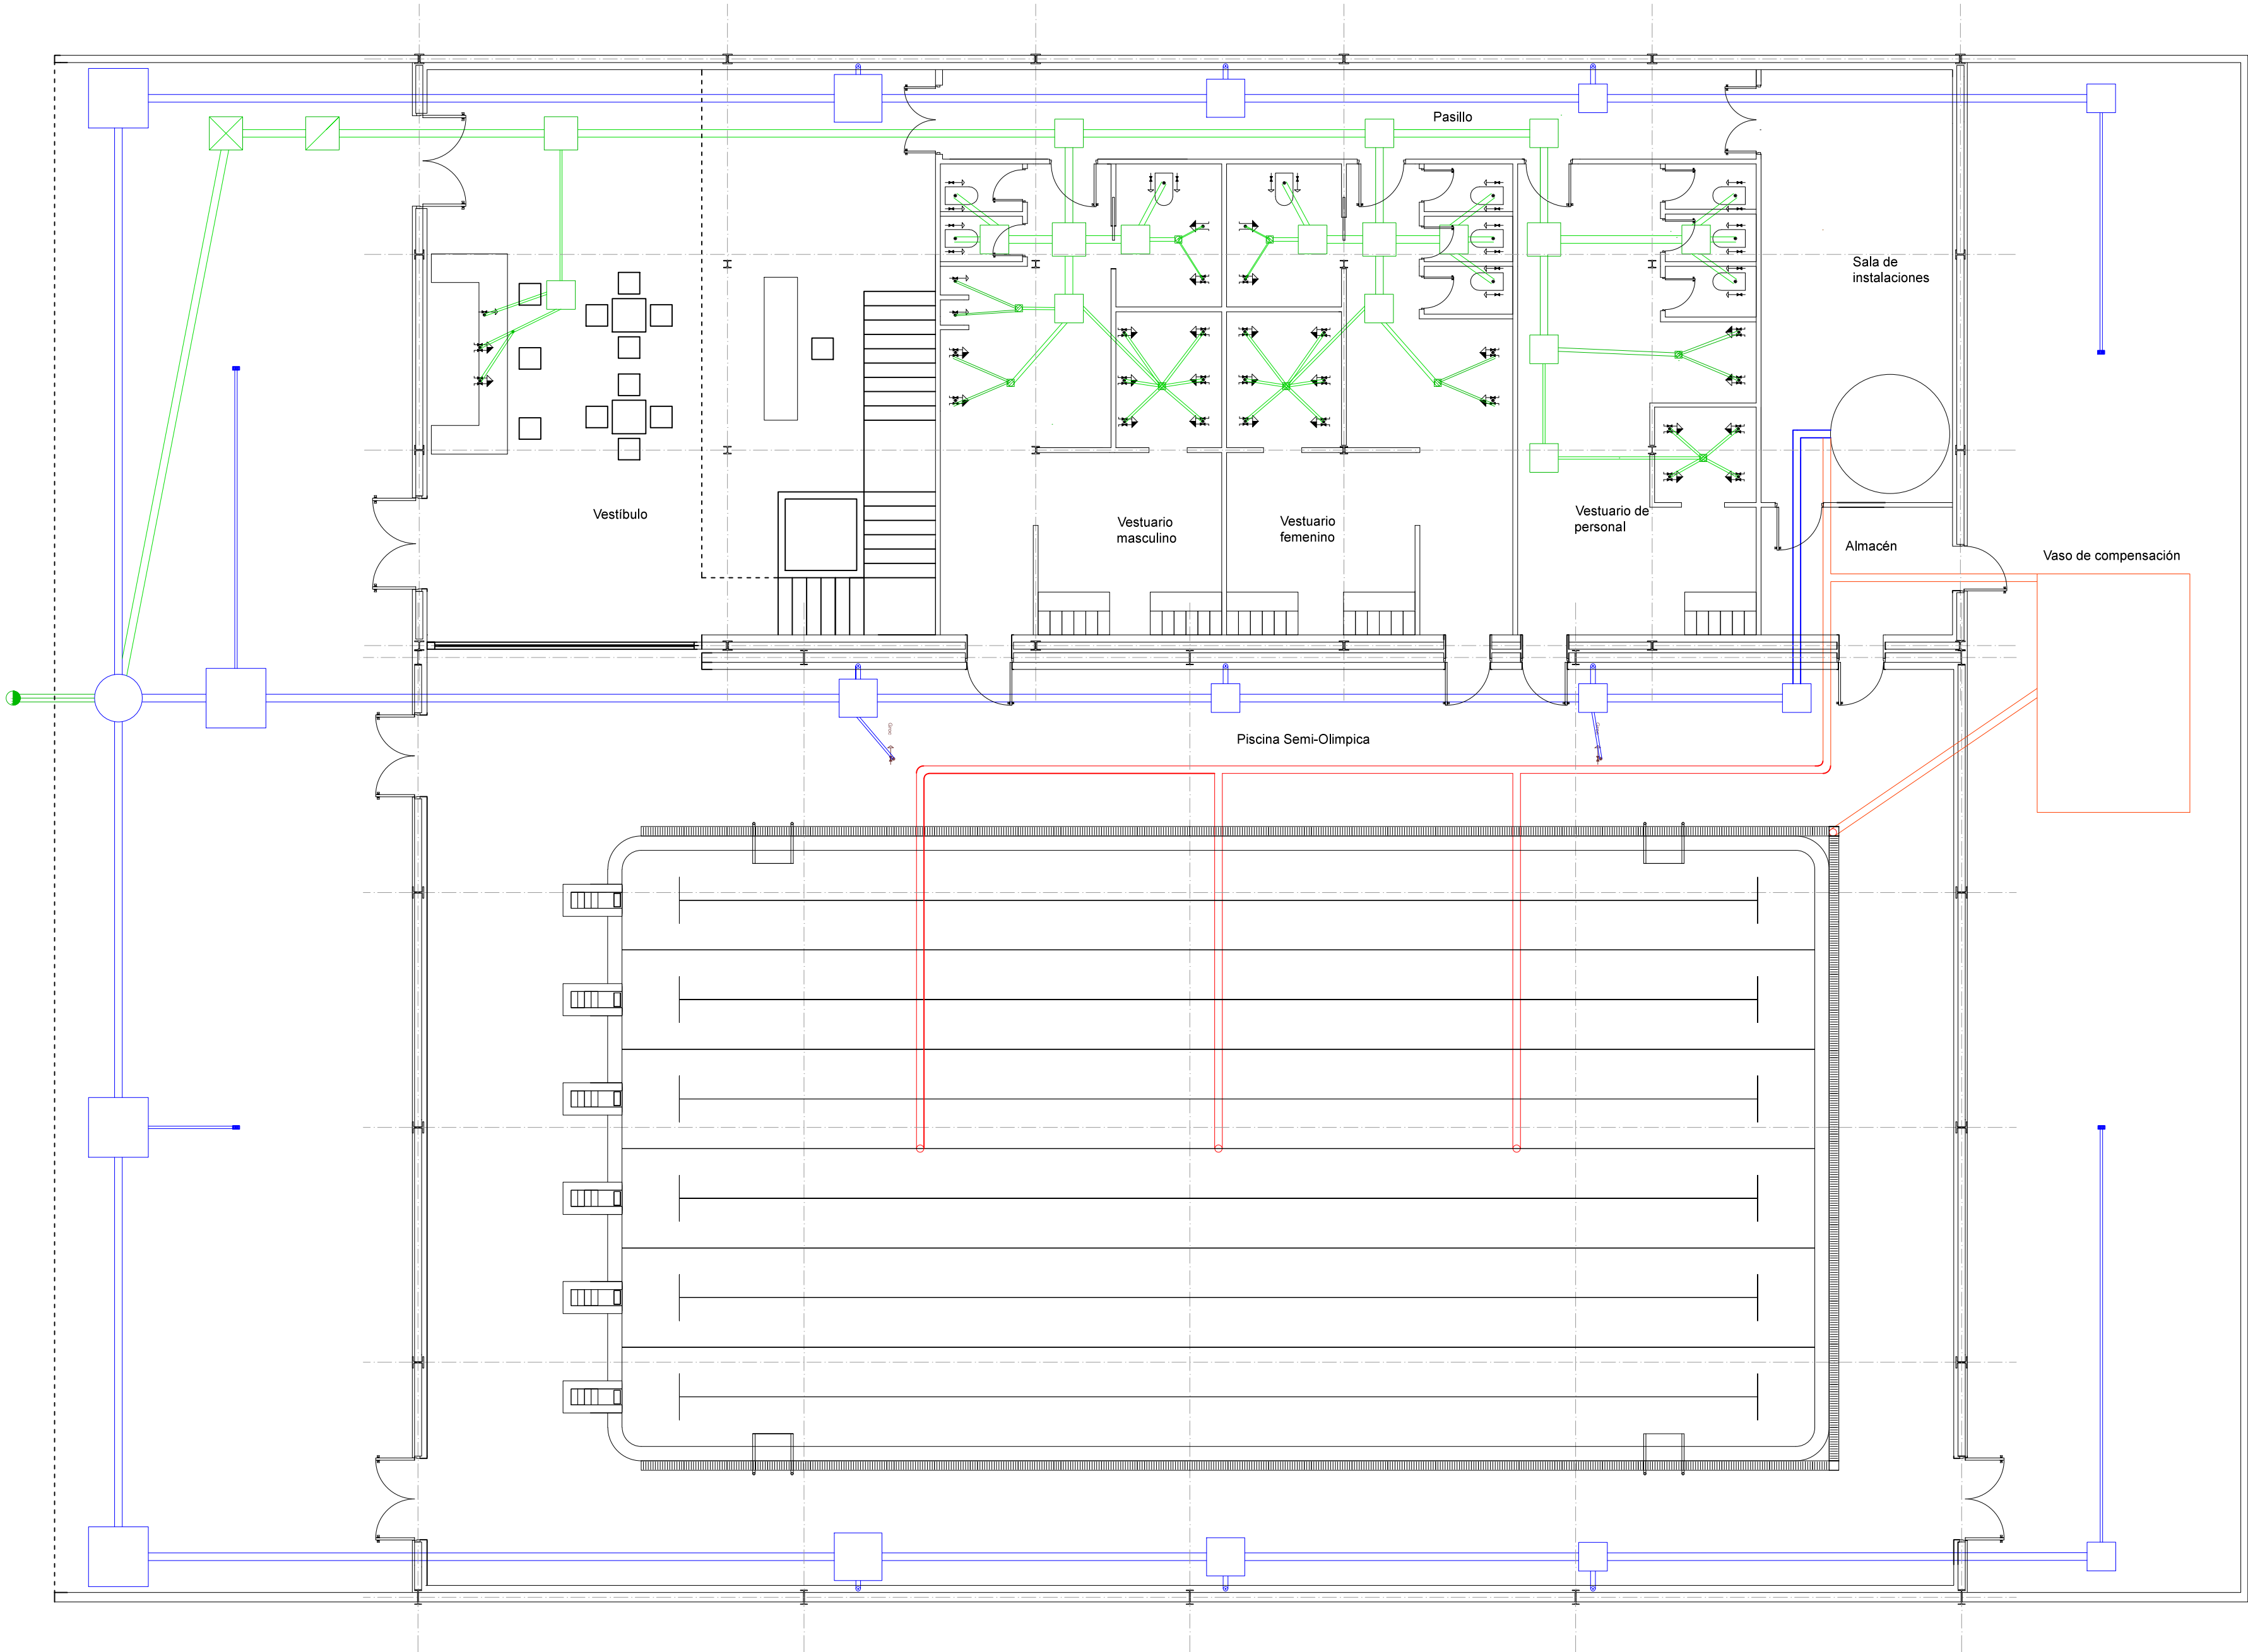 Pasillo
Sala de
instalaciones
Vestíbulo
Vestuario
masculino
Vestuario
femenino
Vestuario de
personal
Almacén
Vaso de compensación
Piscina Semi-Olimpica